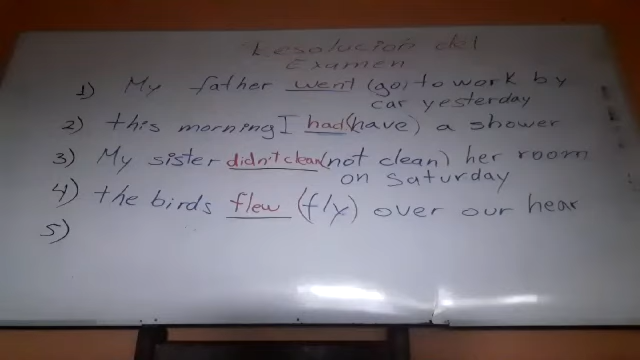 Resolucion del
Examen
1) My father went (go) to work by
car yesterday
2) this morning I had (have) a shower
3) My sister didn't clean (not clean) her room
on Saturday
4) the birds flew (fly) over our hear
5)